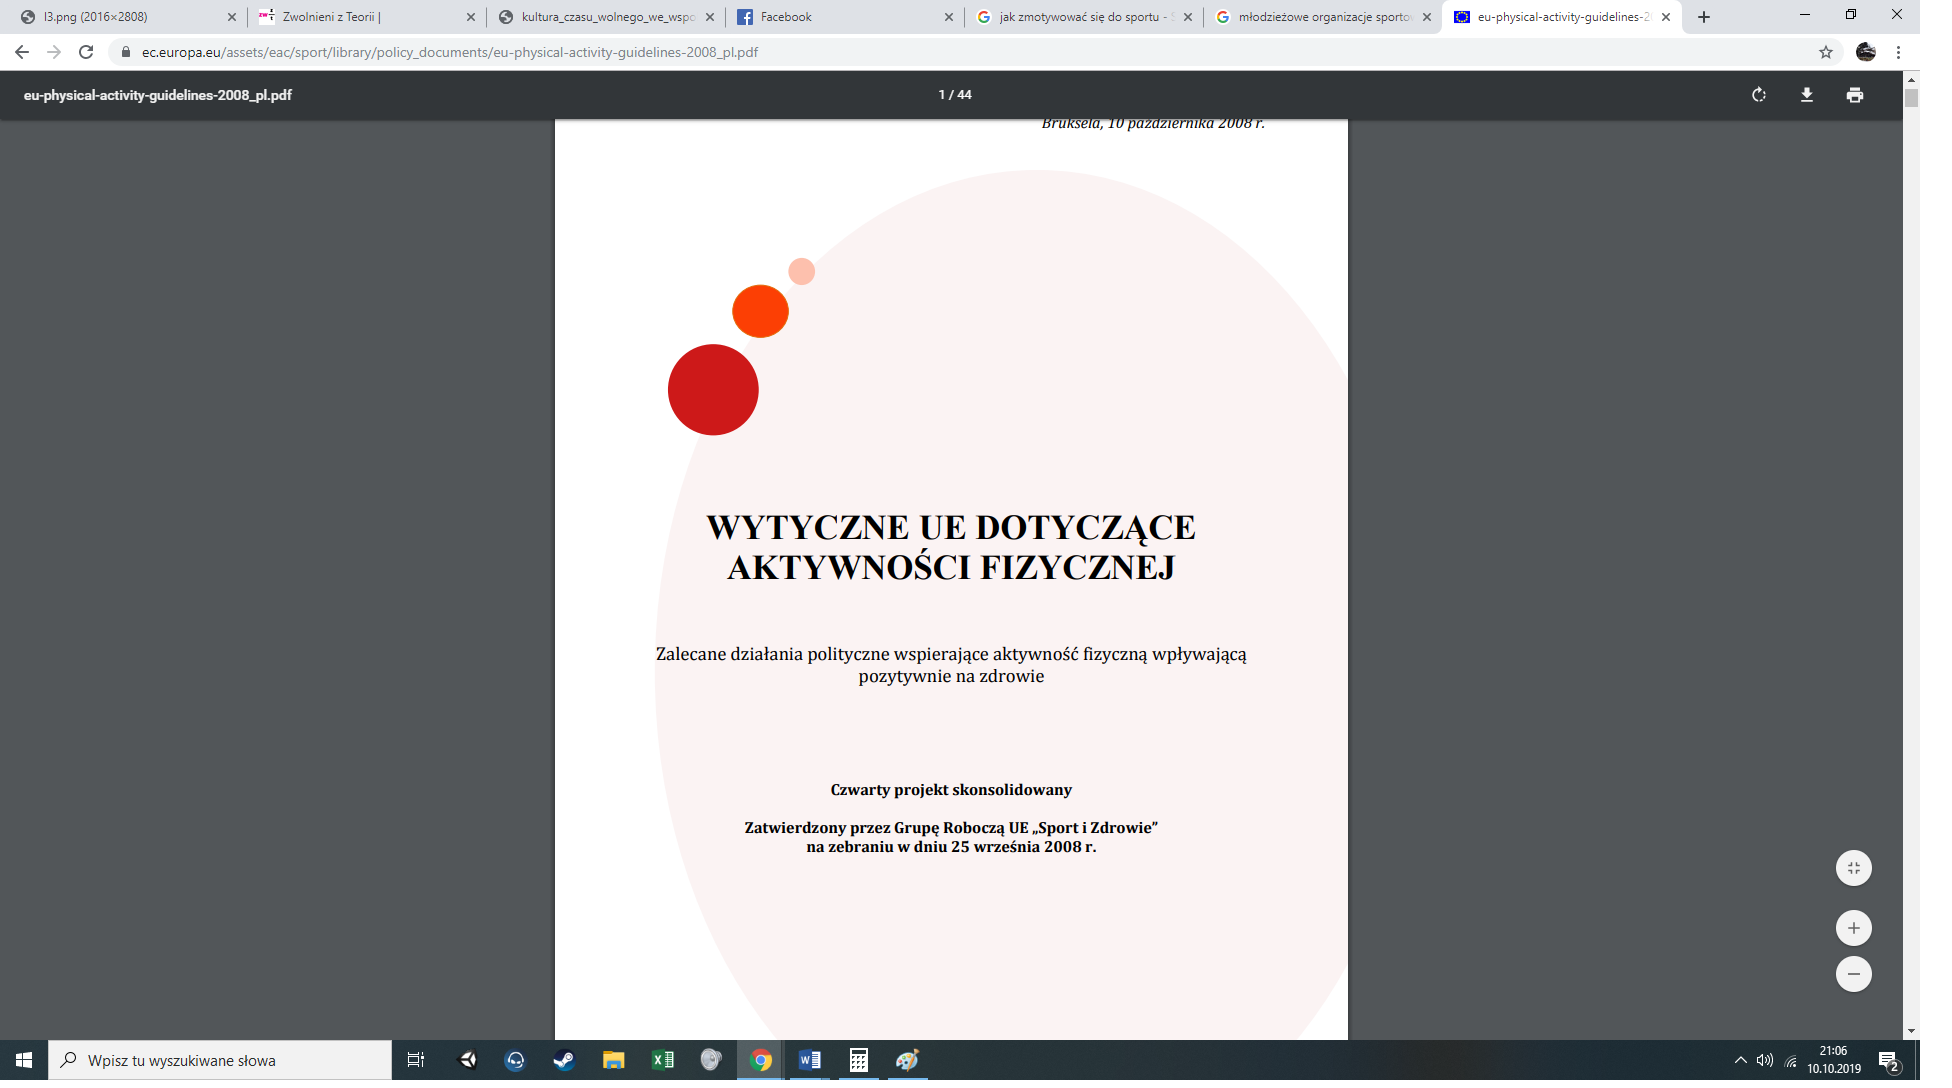 l3.png (2016×2808)
Zwolnieni z Teorii |
kultura_czasu_wolnego_we_wspo
Facebook
jak zmotywować się do sportu - S
młodzieżowe organizacje sportow
eu-physical-activity-guidelines-2
ec.europa.eu/assets/eac/sport/library/policy_documents/eu-physical-activity-guidelines-2008_pl.pdf
eu-physical-activity-guidelines-2008_pl.pdf
1 / 44
Bruksela, 10 października 2008 r.
WYTYCZNE UE DOTYCZĄCE
AKTYWNOŚCI FIZYCZNEJ
Zalecane działania polityczne wspierające aktywność fizyczną wpływającą
pozytywnie na zdrowie
Czwarty projekt skonsolidowany
Zatwierdzony przez Grupę Roboczą UE „Sport i Zdrowie”
na zebraniu w dniu 25 września 2008 r.
Wpisz tu wyszukiwane słowa
21:06
10.10.2019
2